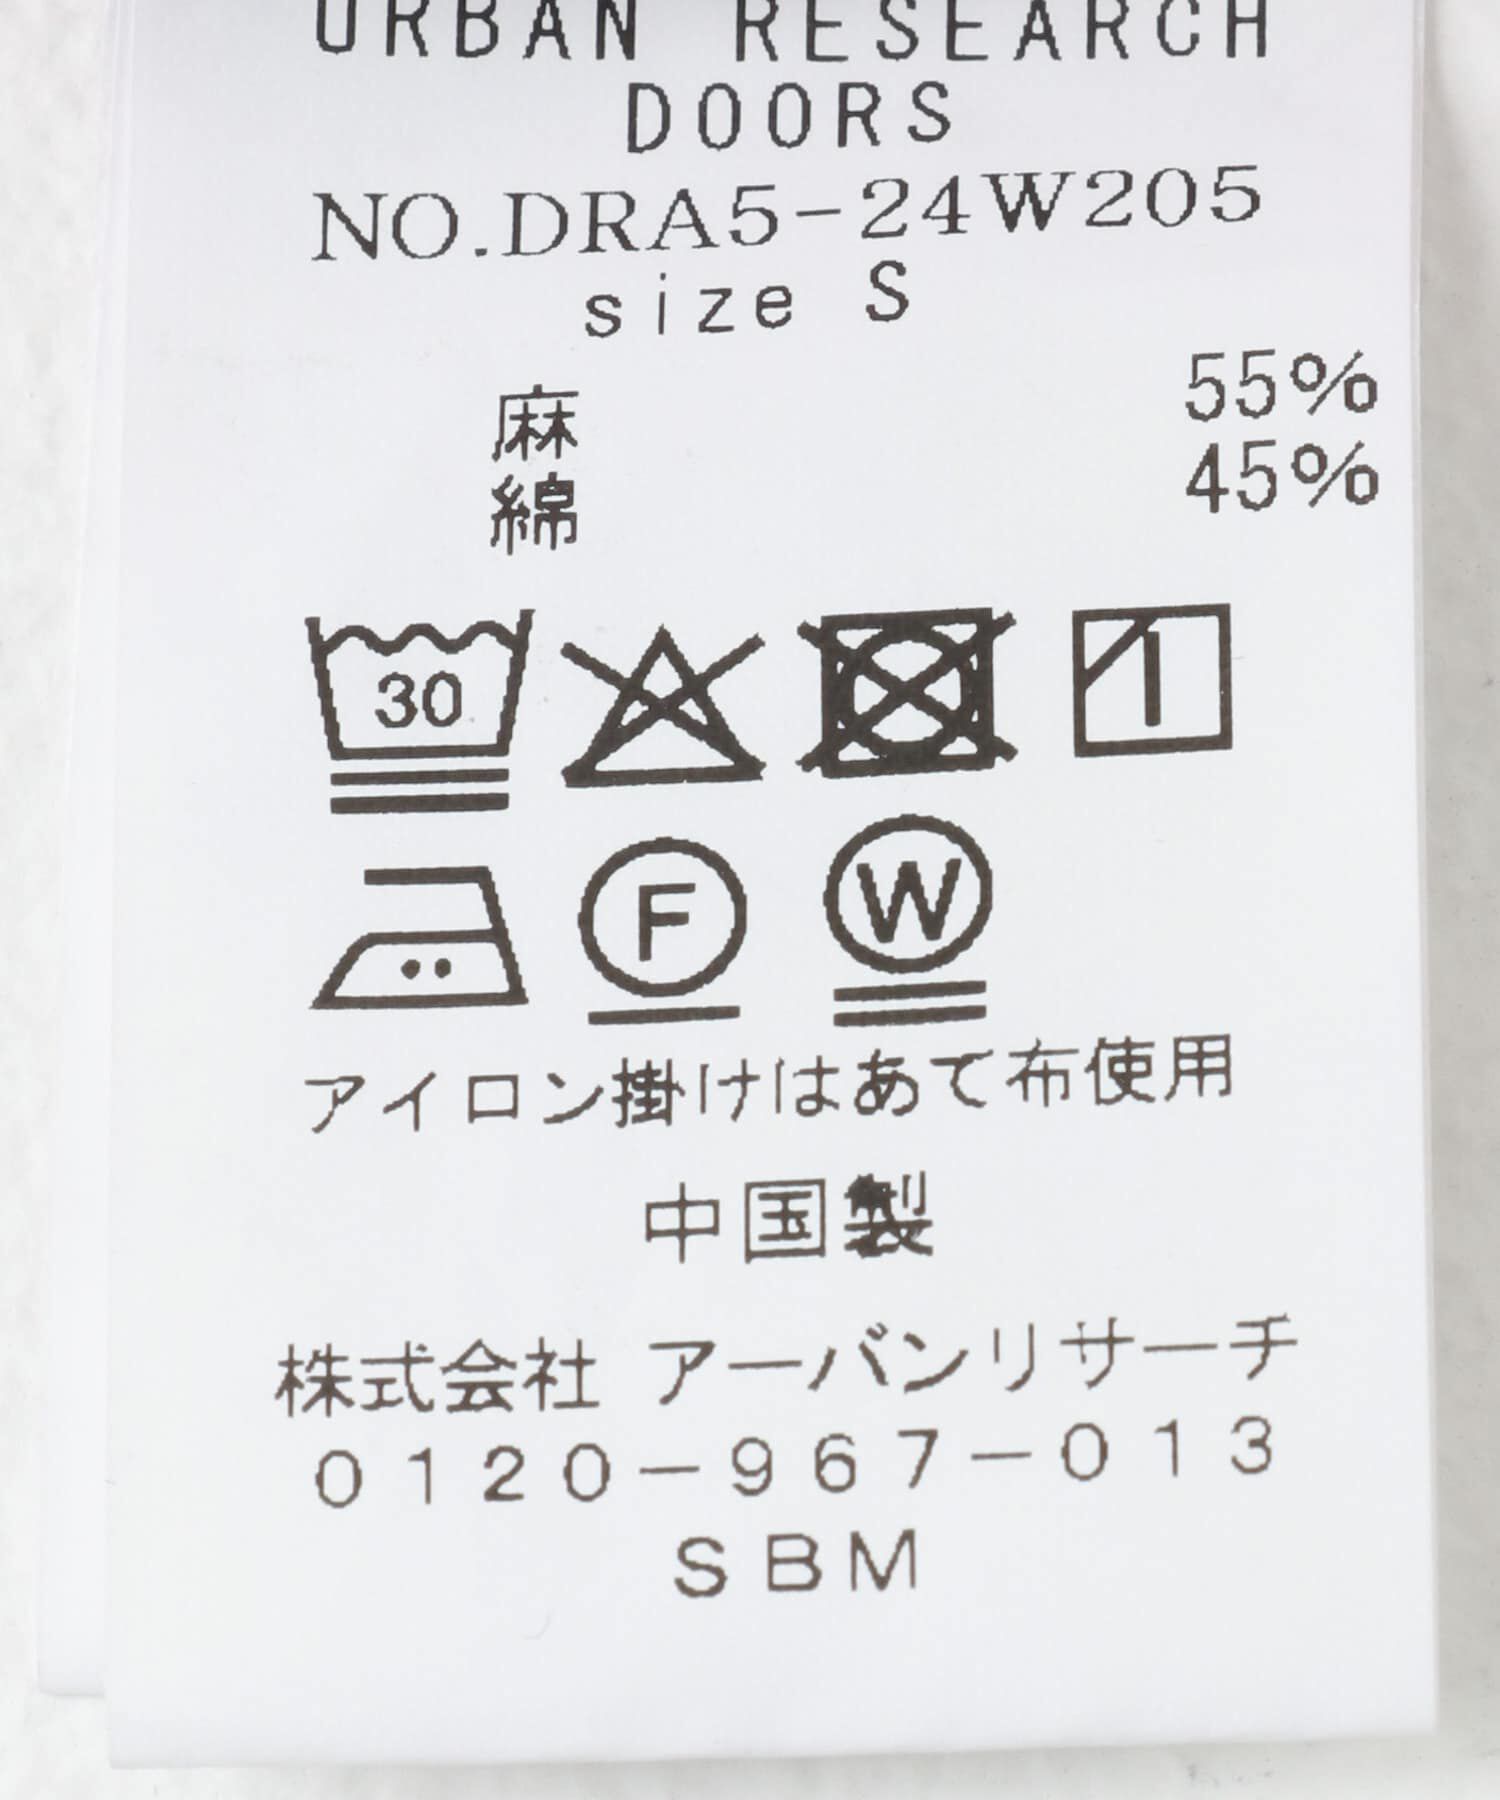 URBAN RESEARCH
DOORS
NO.DRA5-24W205
size S
麻 55%
綿 45%
30
F W
アイロン掛けはあて布使用
中国製
株式会社 アーバンリサーチ
0120-967-013
SBM